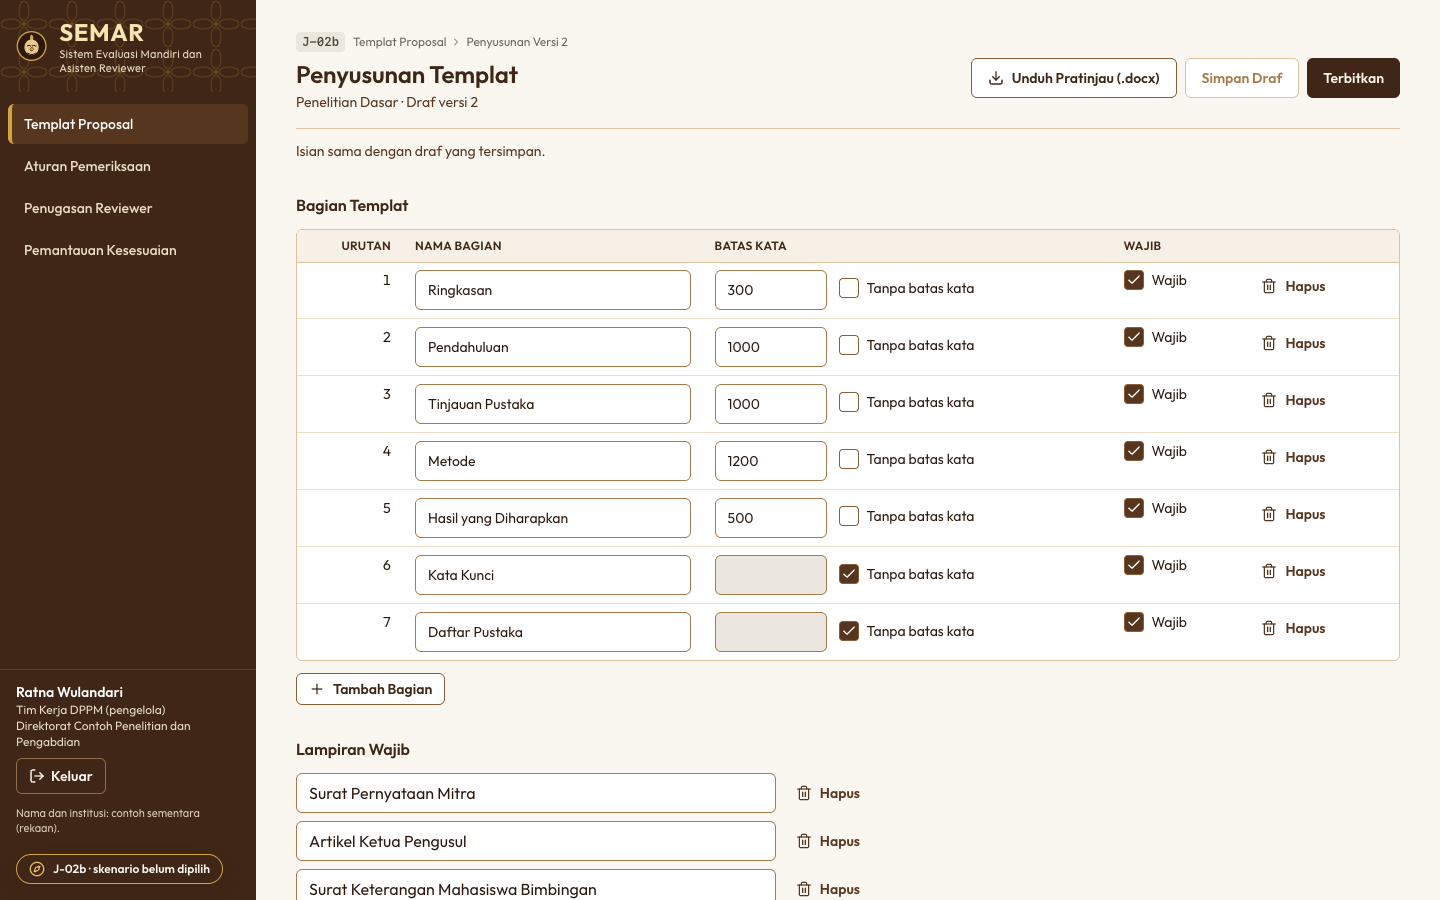 SEMAR
Sistem Evaluasi Mandiri dan
Asisten Reviewer
Templat Proposal
Aturan Pemeriksaan
Penugasan Reviewer
Pemantauan Kesesuaian
Ratna Wulandari
Tim Kerja DPPM (pengelola)
Direktorat Contoh Penelitian dan
Pengabdian
Keluar
Nama dan institusi: contoh sementara
(rekaan).
J-02b · skenario belum dipilih
J-02b Templat Proposal > Penyusunan Versi 2
Penyusunan Templat
Penelitian Dasar · Draf versi 2
Unduh Pratinjau (.docx) Simpan Draf Terbitkan
Isian sama dengan draf yang tersimpan.
Bagian Templat
URUTAN NAMA BAGIAN BATAS KATA WAJIB
1 Ringkasan 300 Tanpa batas kata Wajib Hapus
2 Pendahuluan 1000 Tanpa batas kata Wajib Hapus
3 Tinjauan Pustaka 1000 Tanpa batas kata Wajib Hapus
4 Metode 1200 Tanpa batas kata Wajib Hapus
5 Hasil yang Diharapkan 500 Tanpa batas kata Wajib Hapus
6 Kata Kunci Tanpa batas kata Wajib Hapus
7 Daftar Pustaka Tanpa batas kata Wajib Hapus
Tambah Bagian
Lampiran Wajib
Surat Pernyataan Mitra Hapus
Artikel Ketua Pengusul Hapus
Surat Keterangan Mahasiswa Bimbingan Hapus